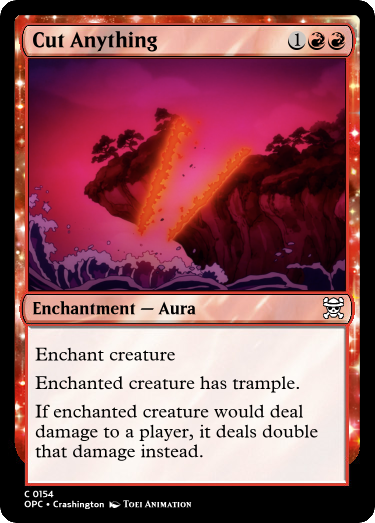 Cut Anything 1
Enchantment — Aura
Enchant creature
Enchanted creature has trample.
If enchanted creature would deal
damage to a player, it deals double
that damage instead.
C 0154
OPC • Crashington TOEI ANIMATION